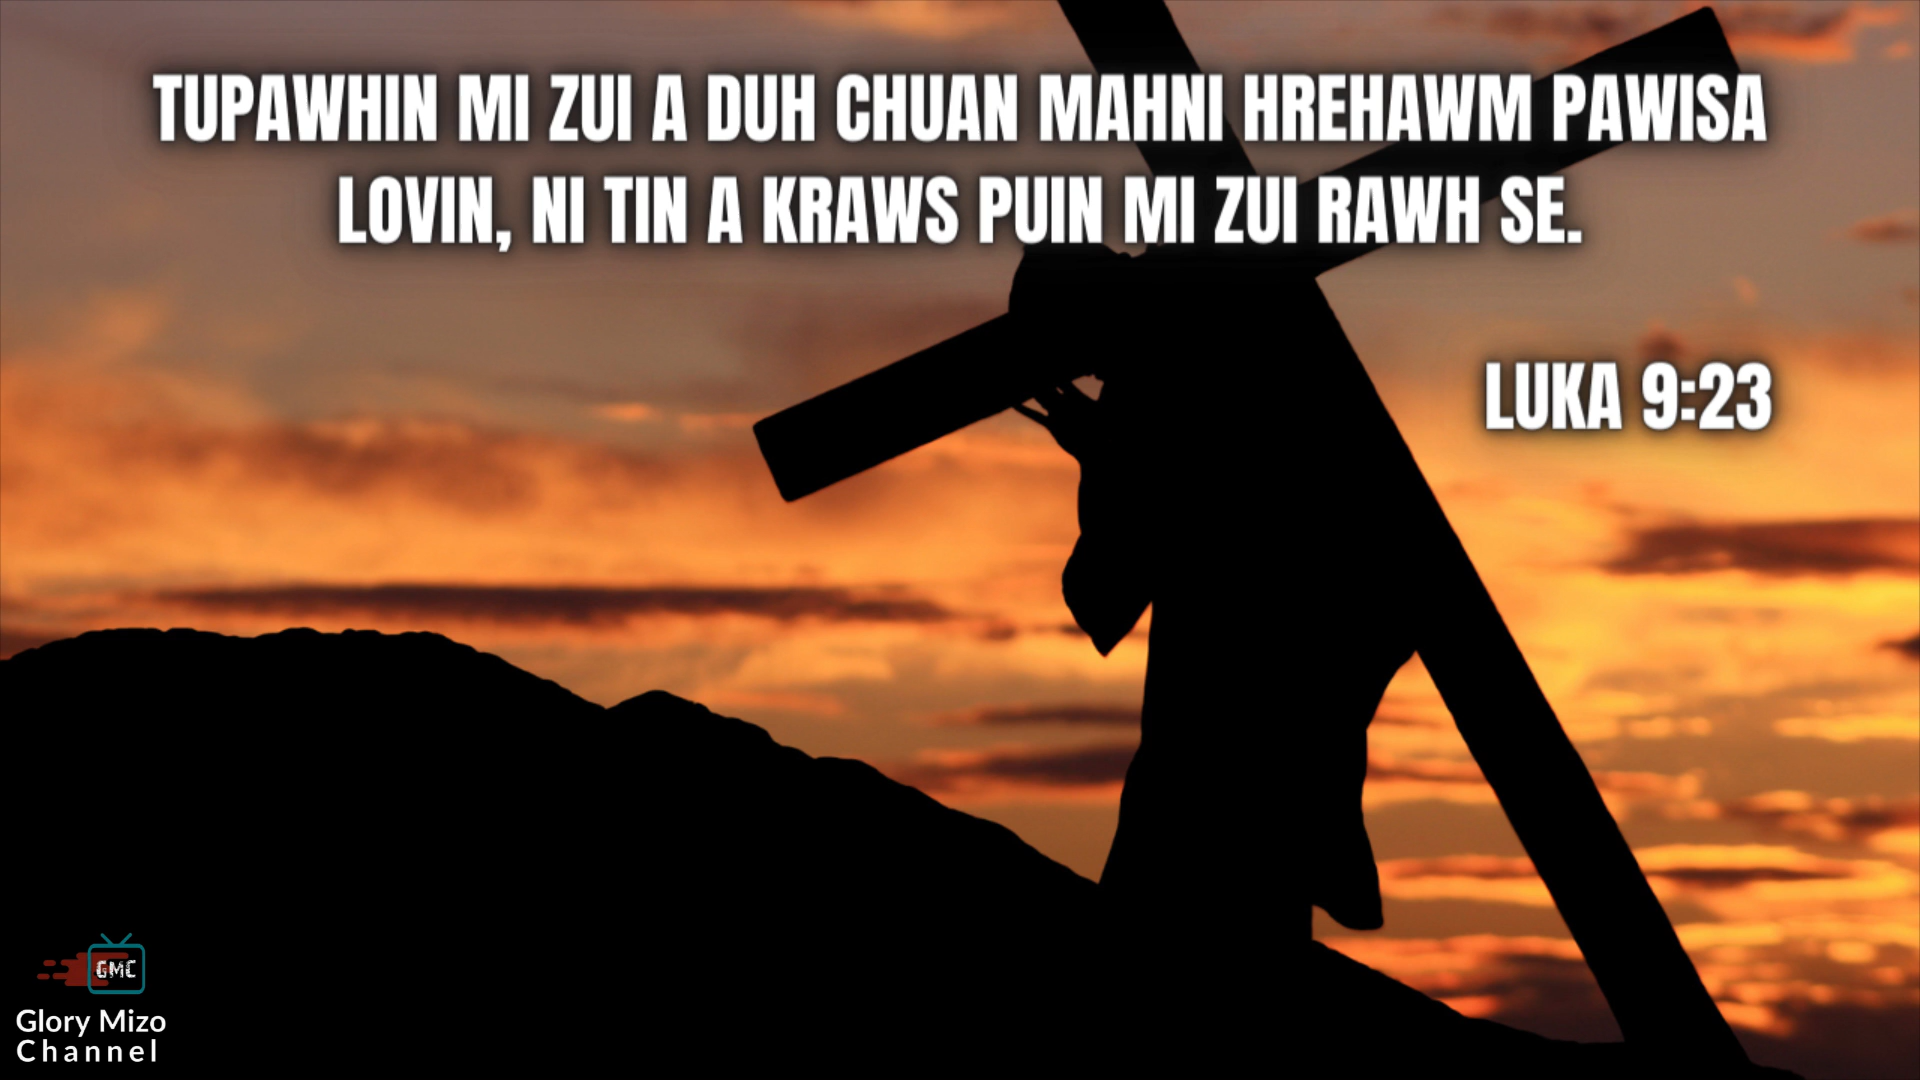 TUPAWHIN MI ZUI A DUH CHUAN MAHNI HREHAWM PAWISA
LOVIN, NI TIN A KRAWS PUIN MI ZUI RAWH SE.
LUKA 9:23
GMC
Glory Mizo
Channel